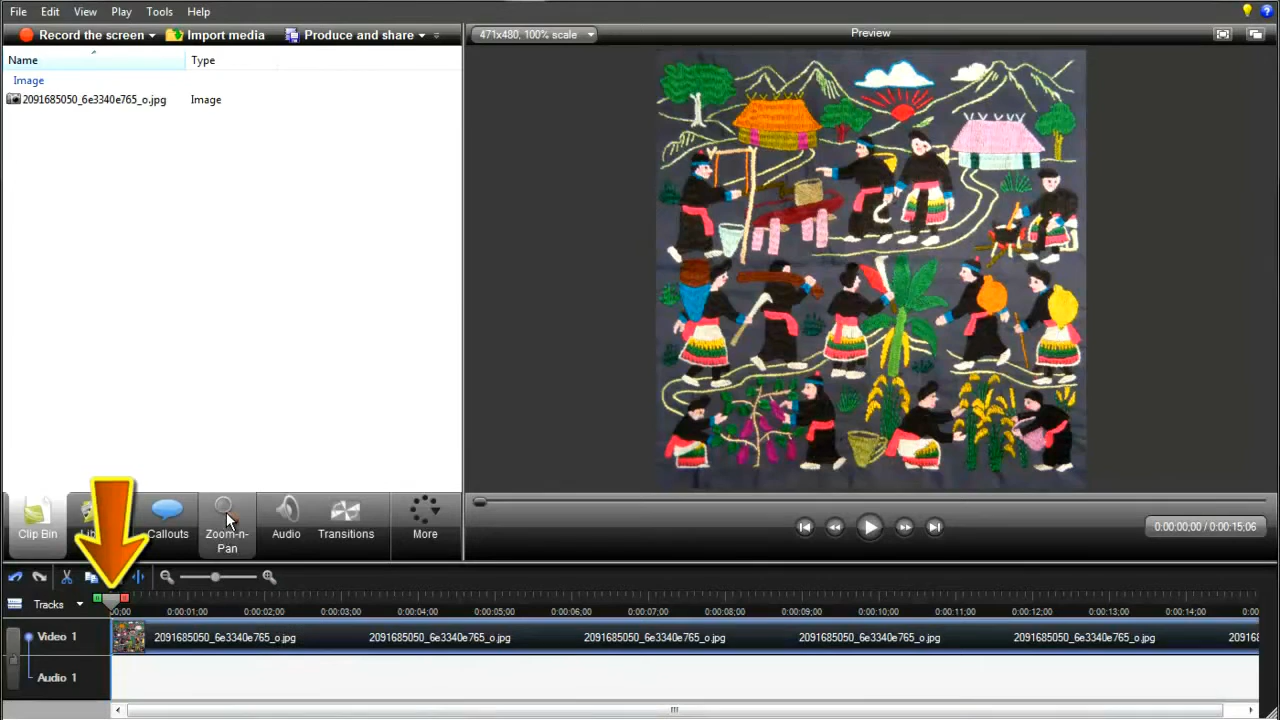 File Edit View Play Tools Help
Record the screen Import media Produce and share
471x480, 100% scale
Preview
Name Type
Image
2091685050_6e3340e765_o.jpg Image
Clip Bin
Callouts
Zoom-n-
Pan
Audio
Transitions
More
0:00:00;00 / 0:00:15;06
Tracks
00;00 0:00:01;00 0:00:02;00 0:00:03;00 0:00:04;00 0:00:05;00 0:00:06;00 0:00:07;00 0:00:08;00 0:00:09;00 0:00:10;00 0:00:11;00 0:00:12;00 0:00:13;00 0:00:14;00 0:00
Video 1
2091685050_6e3340e765_o.jpg 2091685050_6e3340e765_o.jpg 2091685050_6e3340e765_o.jpg 2091685050_6e3340e765_o.jpg 2091685050_6e3340e765_o.jpg 20916
Audio 1